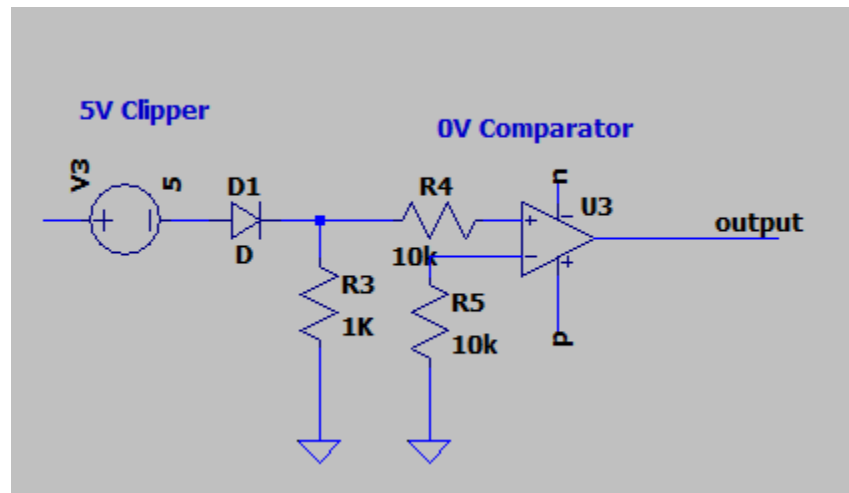 5V Clipper
0V Comparator
V3
5
D1
D
R4
10k
R3
1K
R5
10k
n
U3
p
output